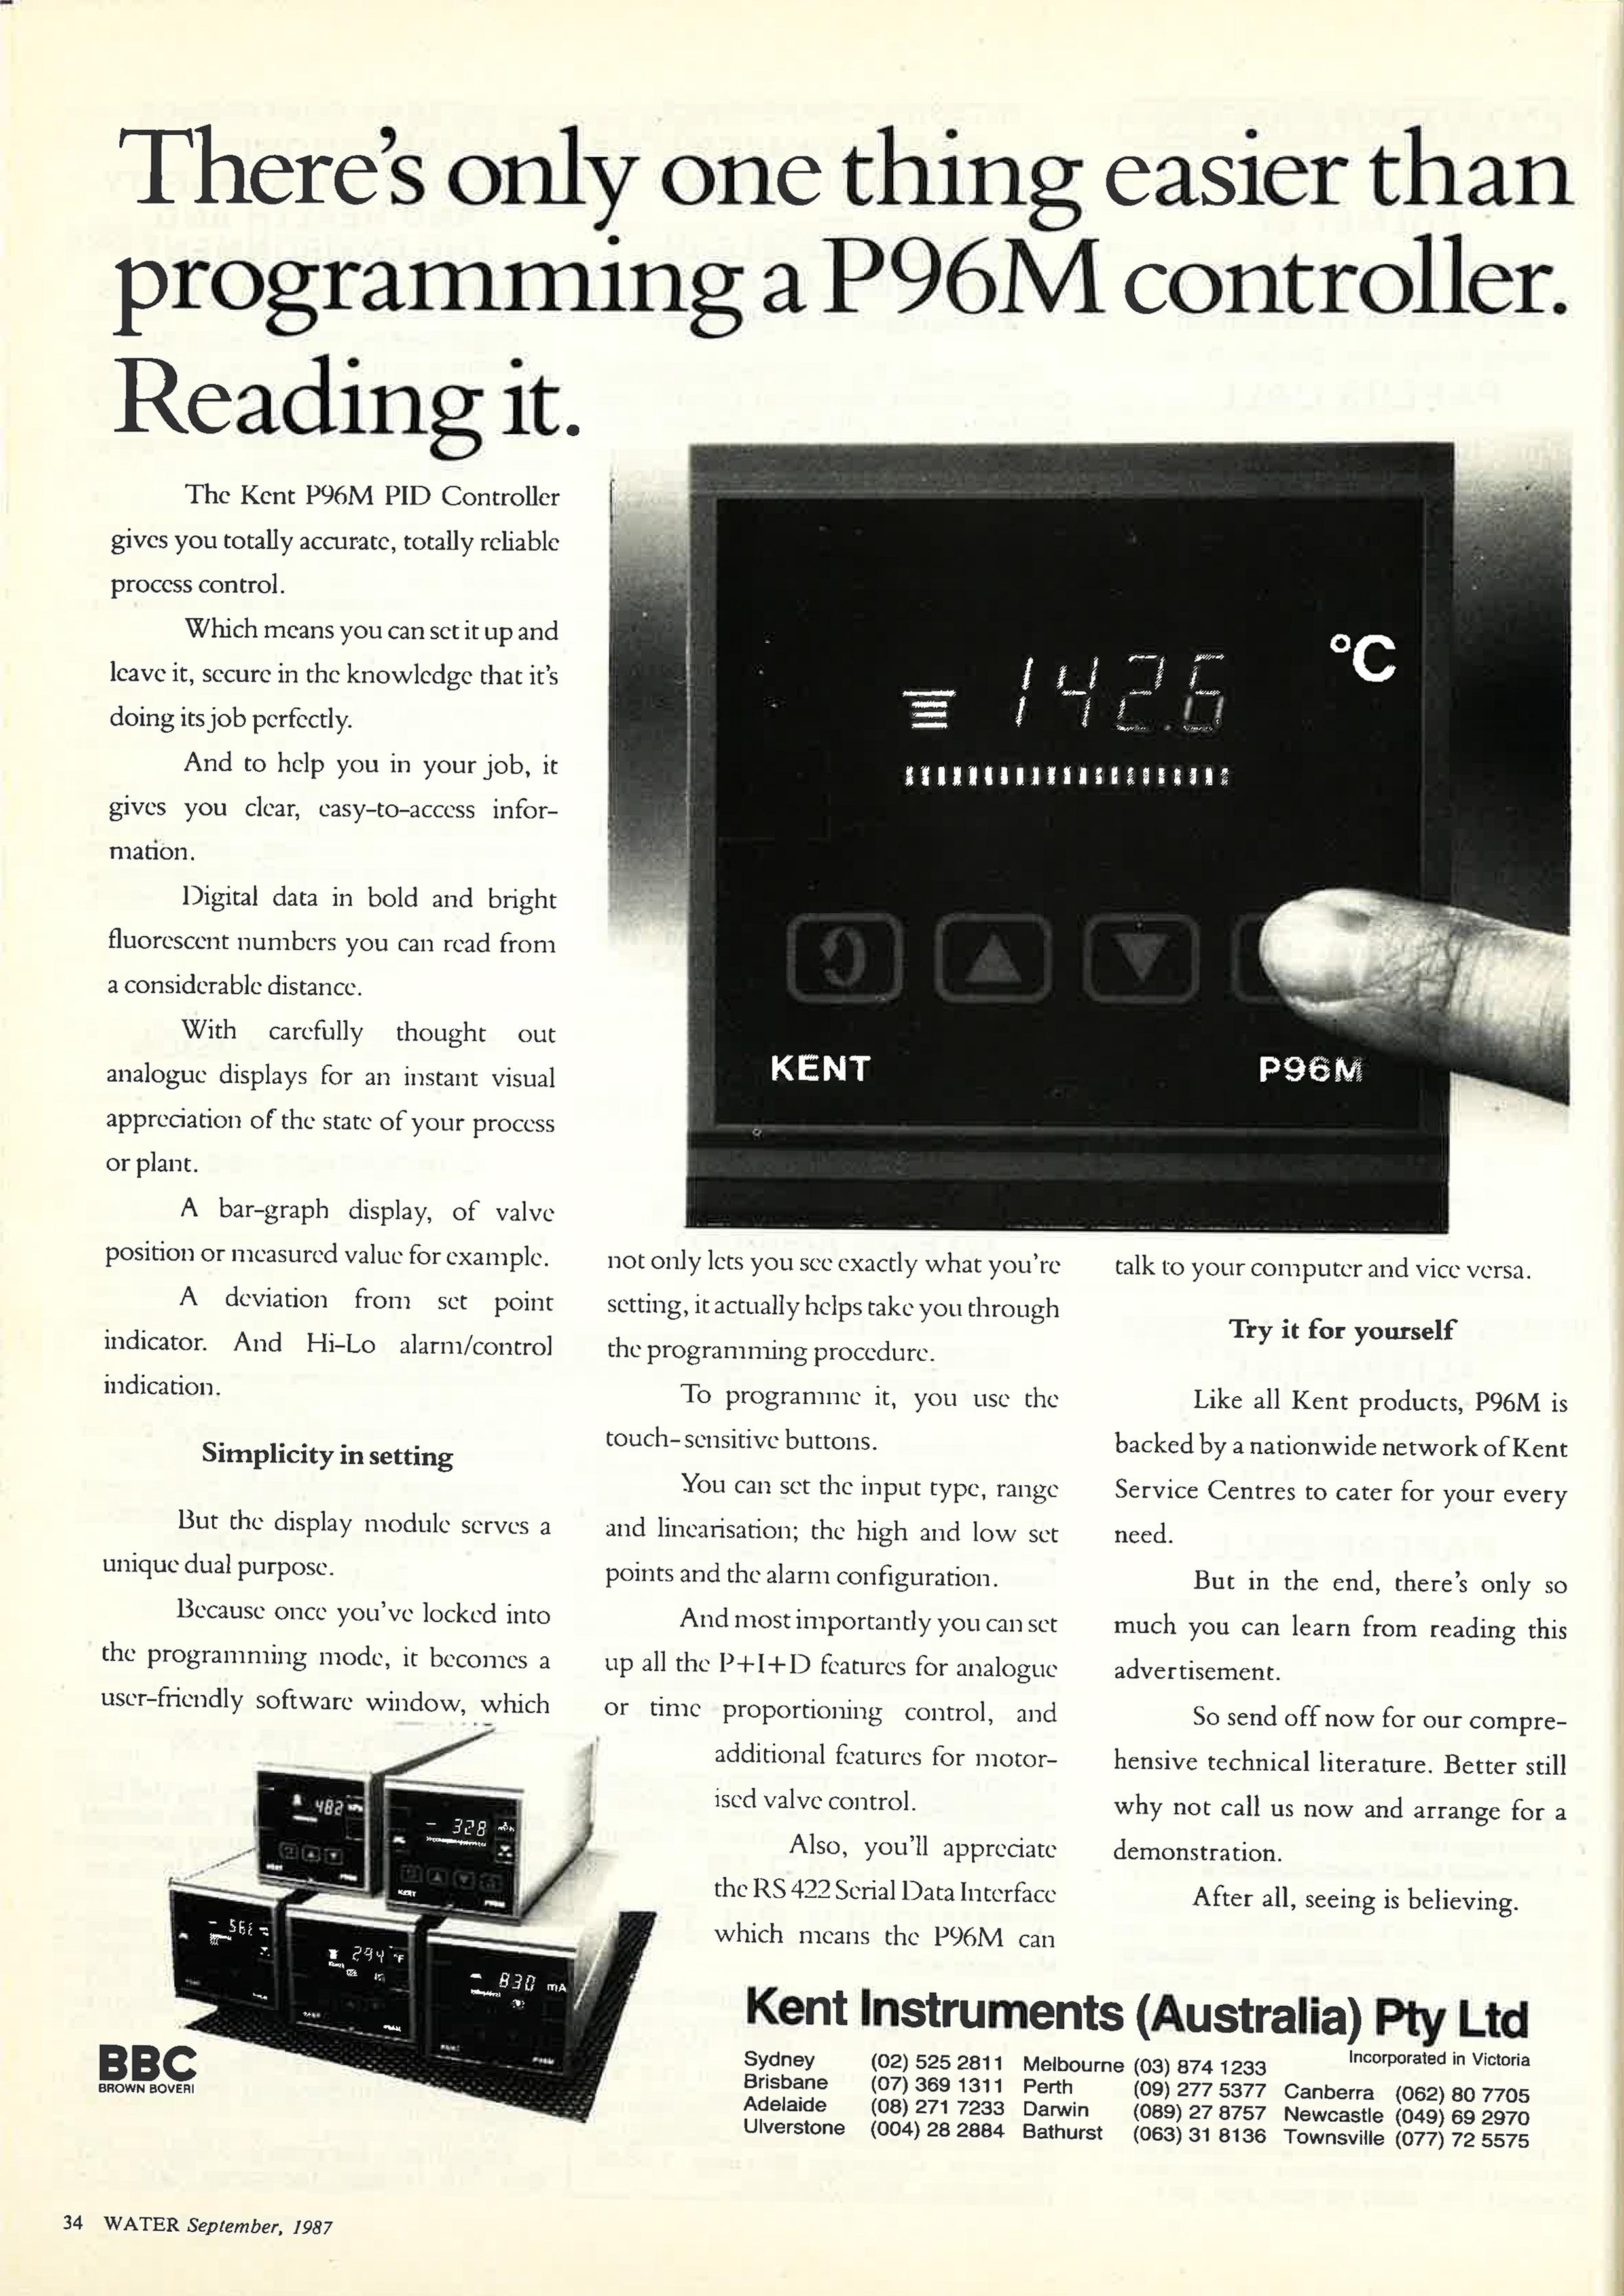 There's only one thing easier than
programming a P96M controller.
Reading it.
The Kent P96M PID Controller
gives you totally accurate, totally reliable
process control.
Which means you can set it up and
leave it, secure in the knowledge that it's
doing its job perfectly.
And to help you in your job, it
gives you clear, easy-to-access infor-
mation.
Digital data in bold and bright
fluorescent numbers you can read from
a considerable distance.
With carefully thought out
analogue displays for an instant visual
appreciation of the state of your process
or plant.
A bar-graph display, of valve
position or measured value for example.
A deviation from set point
indicator. And Hi-Lo alarm/control
indication.
Simplicity in setting
But the display module serves a
unique dual purpose.
Because once you've locked into
the programming mode, it becomes a
user-friendly software window, which
142.6
°C
KENT
P96M
not only lets you see exactly what you're
setting, it actually helps take you through
the programming procedure.
To programme it, you use the
touch-sensitive buttons.
You can set the input type, range
and linearisation; the high and low set
points and the alarm configuration.
And most importantly you can set
up all the P+I+D features for analogue
or time proportioning control, and
additional features for motor-
ised valve control.
Also, you'll appreciate
the RS 422 Serial Data Interface
which means the P96M can
talk to your computer and vice versa.
Try it for yourself
Like all Kent products, P96M is
backed by a nationwide network of Kent
Service Centres to cater for your every
need.
But in the end, there's only so
much you can learn from reading this
advertisement.
So send off now for our compre-
hensive technical literature. Better still
why not call us now and arrange for a
demonstration.
After all, seeing is believing.
482
328
294 °F
830 mA
BBC
BROWN BOVERI
Kent Instruments (Australia) Pty Ltd
Incorporated in Victoria
Sydney (02) 525 2811 Melbourne (03) 874 1233
Brisbane (07) 369 1311 Perth (09) 277 5377 Canberra (062) 80 7705
Adelaide (08) 271 7233 Darwin (089) 27 8757 Newcastle (049) 69 2970
Ulverstone (004) 28 2884 Bathurst (063) 31 8136 Townsville (077) 72 5575
34 WATER September, 1987